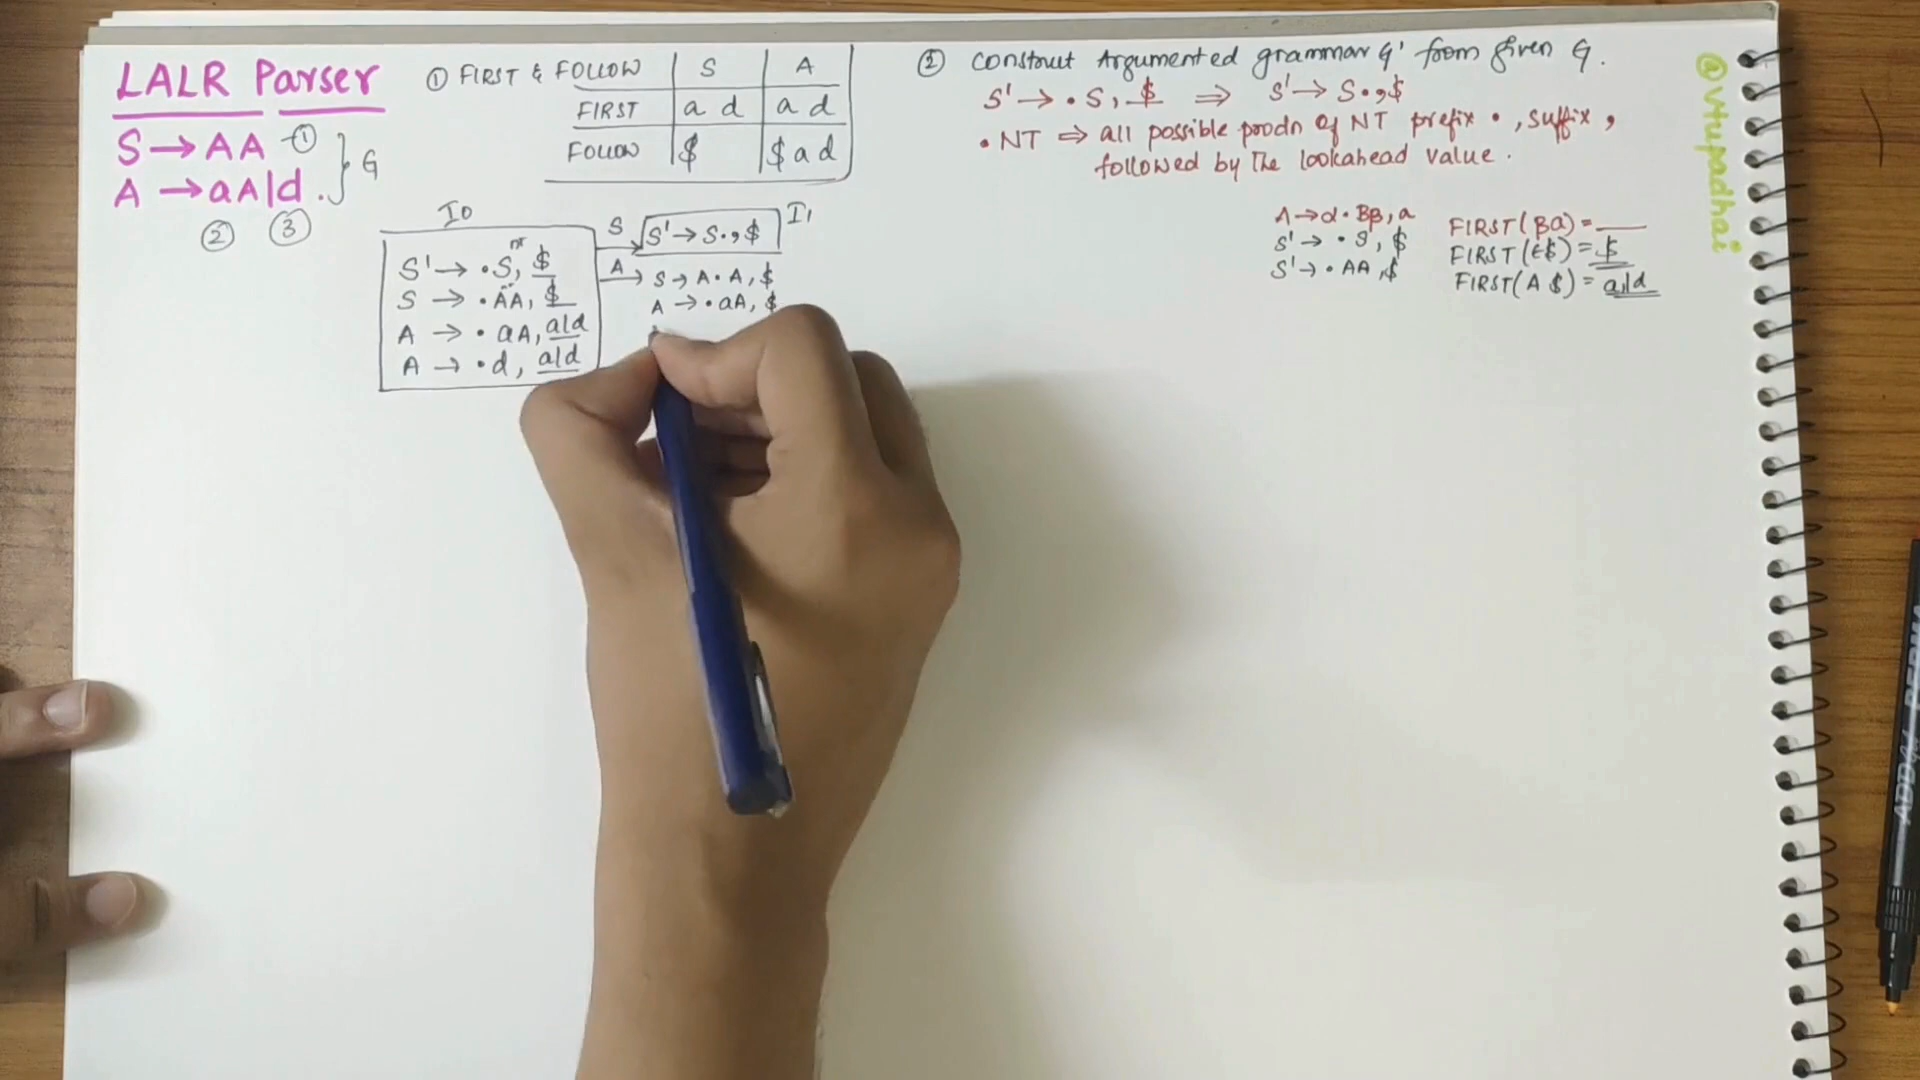 LALR Parser
S → AA -①
A → aA|d . } G
② ③
① FIRST & FOLLOW | S | A
FIRST | a d | a d
FOLLOW | $ | $ a d
② Construct Argumented grammar G' from given G.
S' → • S, $ ⇒ S' → S•,$
• NT ⇒ all possible prodn of NT prefix • , suffix ,
followed by the lookahead value .
@vtupadhai
A → α • Bβ, a FIRST(βa) = ___
S' → • S, $ FIRST(ε$) = $
S' → • AA, $ FIRST(A $) = a|d
I0
NT
S' → • S, $
S → • AA, $
A → • aA, a|d
A → • d, a|d
S S' → S•,$ I1
A → S → A • A, $
A → • aA, $